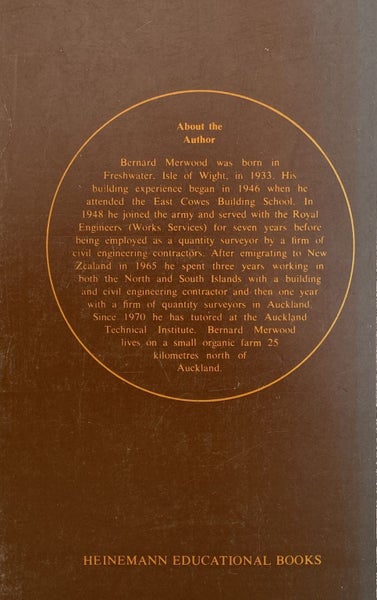 About the
Author
Bernard Merwood was born in
Freshwater, Isle of Wight, in 1933. His
building experience began in 1946 when he
attended the East Cowes Building School. In
1948 he joined the army and served with the Royal
Engineers (Works Services) for seven years before
being employed as a quantity surveyor by a firm of
civil engineering contractors. After emigrating to New
Zealand in 1965 he spent three years working in
both the North and South Islands with a building
and civil engineering contractor and then one year
with a firm of quantity surveyors in Auckland.
Since 1970 he has tutored at the Auckland
Technical Institute. Bernard Merwood
lives on a small organic farm 25
kilometres north of
Auckland.
HEINEMANN EDUCATIONAL BOOKS